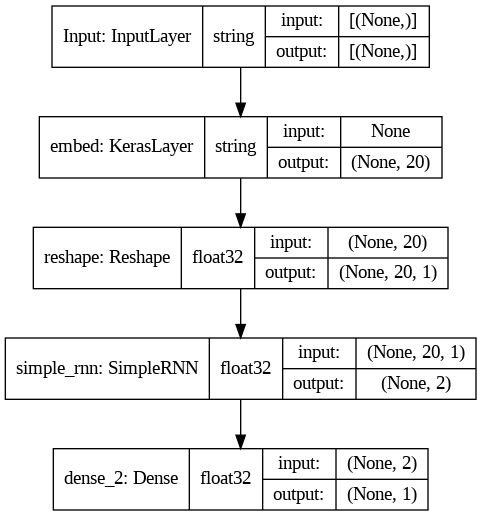 Input: InputLayer string input: [(None,)]
output: [(None,)]
embed: KerasLayer string input: None
output: (None, 20)
reshape: Reshape float32 input: (None, 20)
output: (None, 20, 1)
simple_rnn: SimpleRNN float32 input: (None, 20, 1)
output: (None, 2)
dense_2: Dense float32 input: (None, 2)
output: (None, 1)